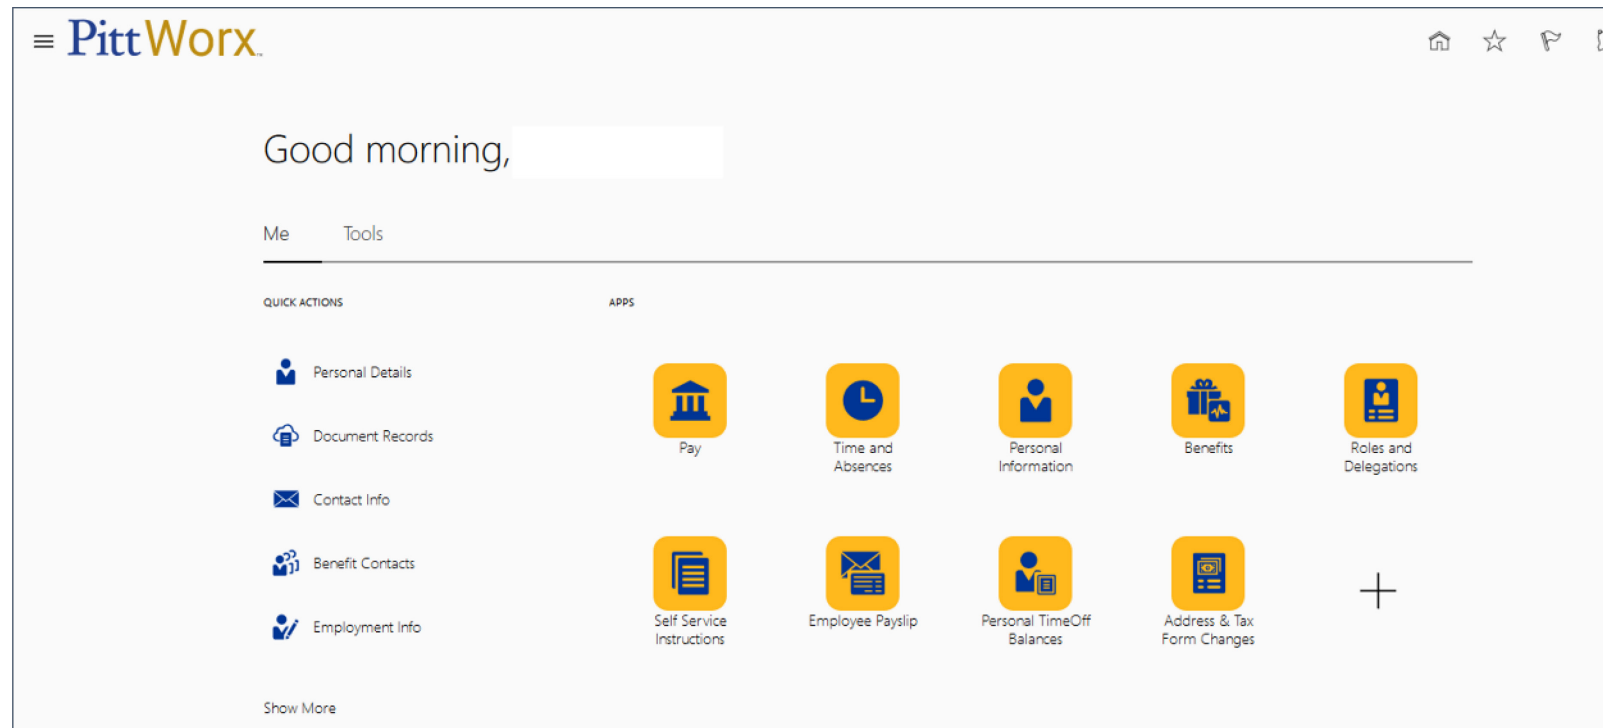 PittWorx
Good morning,
Me
Tools
QUICK ACTIONS
Personal Details
Document Records
Contact Info
Benefit Contacts
Employment Info
Show More
APPS
Pay
Time and
Absences
Personal
Information
Benefits
Roles and
Delegations
Self Service
Instructions
Employee Payslip
Personal TimeOff
Balances
Address & Tax
Form Changes